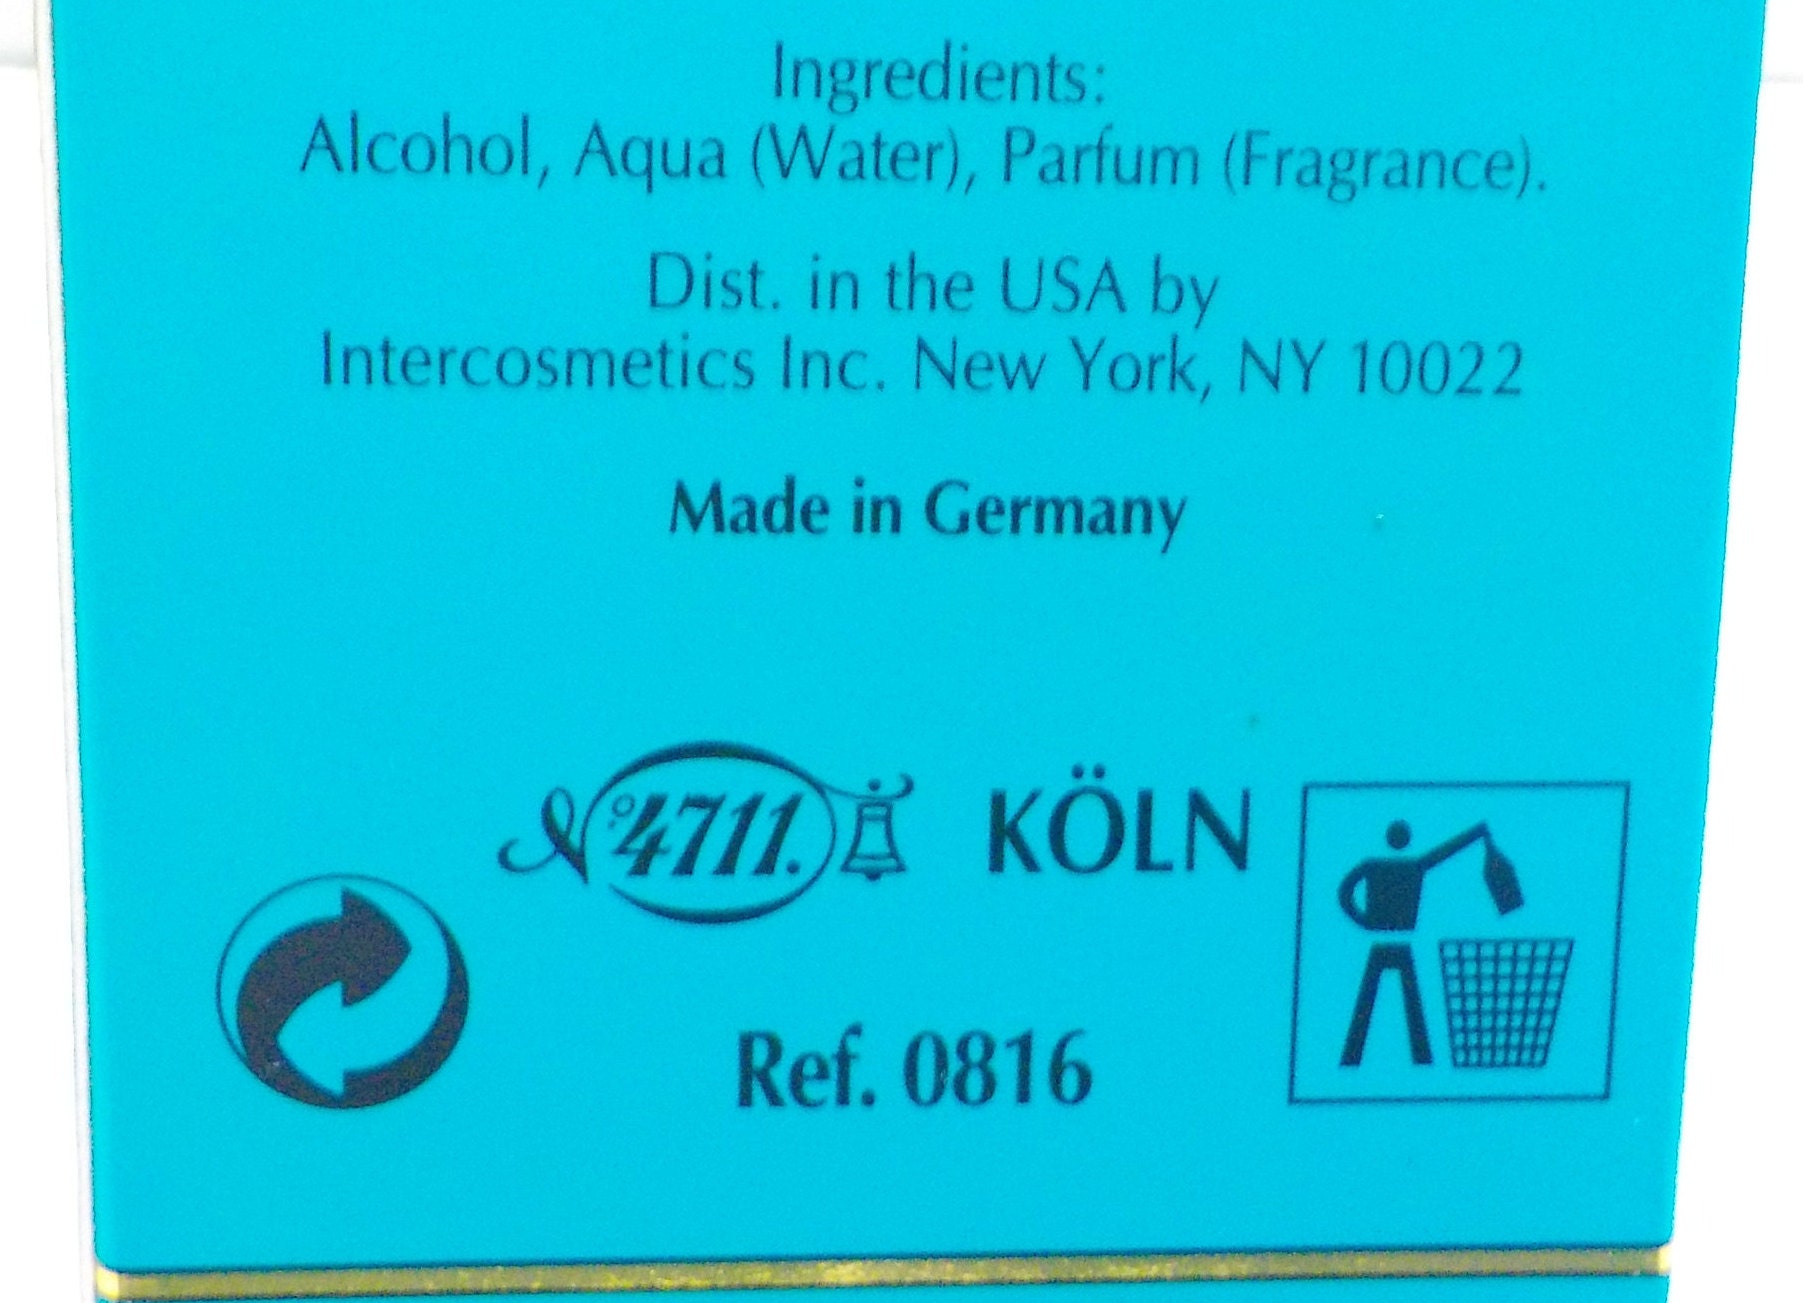 Ingredients:
Alcohol, Aqua (Water), Parfum (Fragrance).
Dist. in the USA by
Intercosmetics Inc. New York, NY 10022
Made in Germany
Nº 4711. KÖLN
Ref. 0816